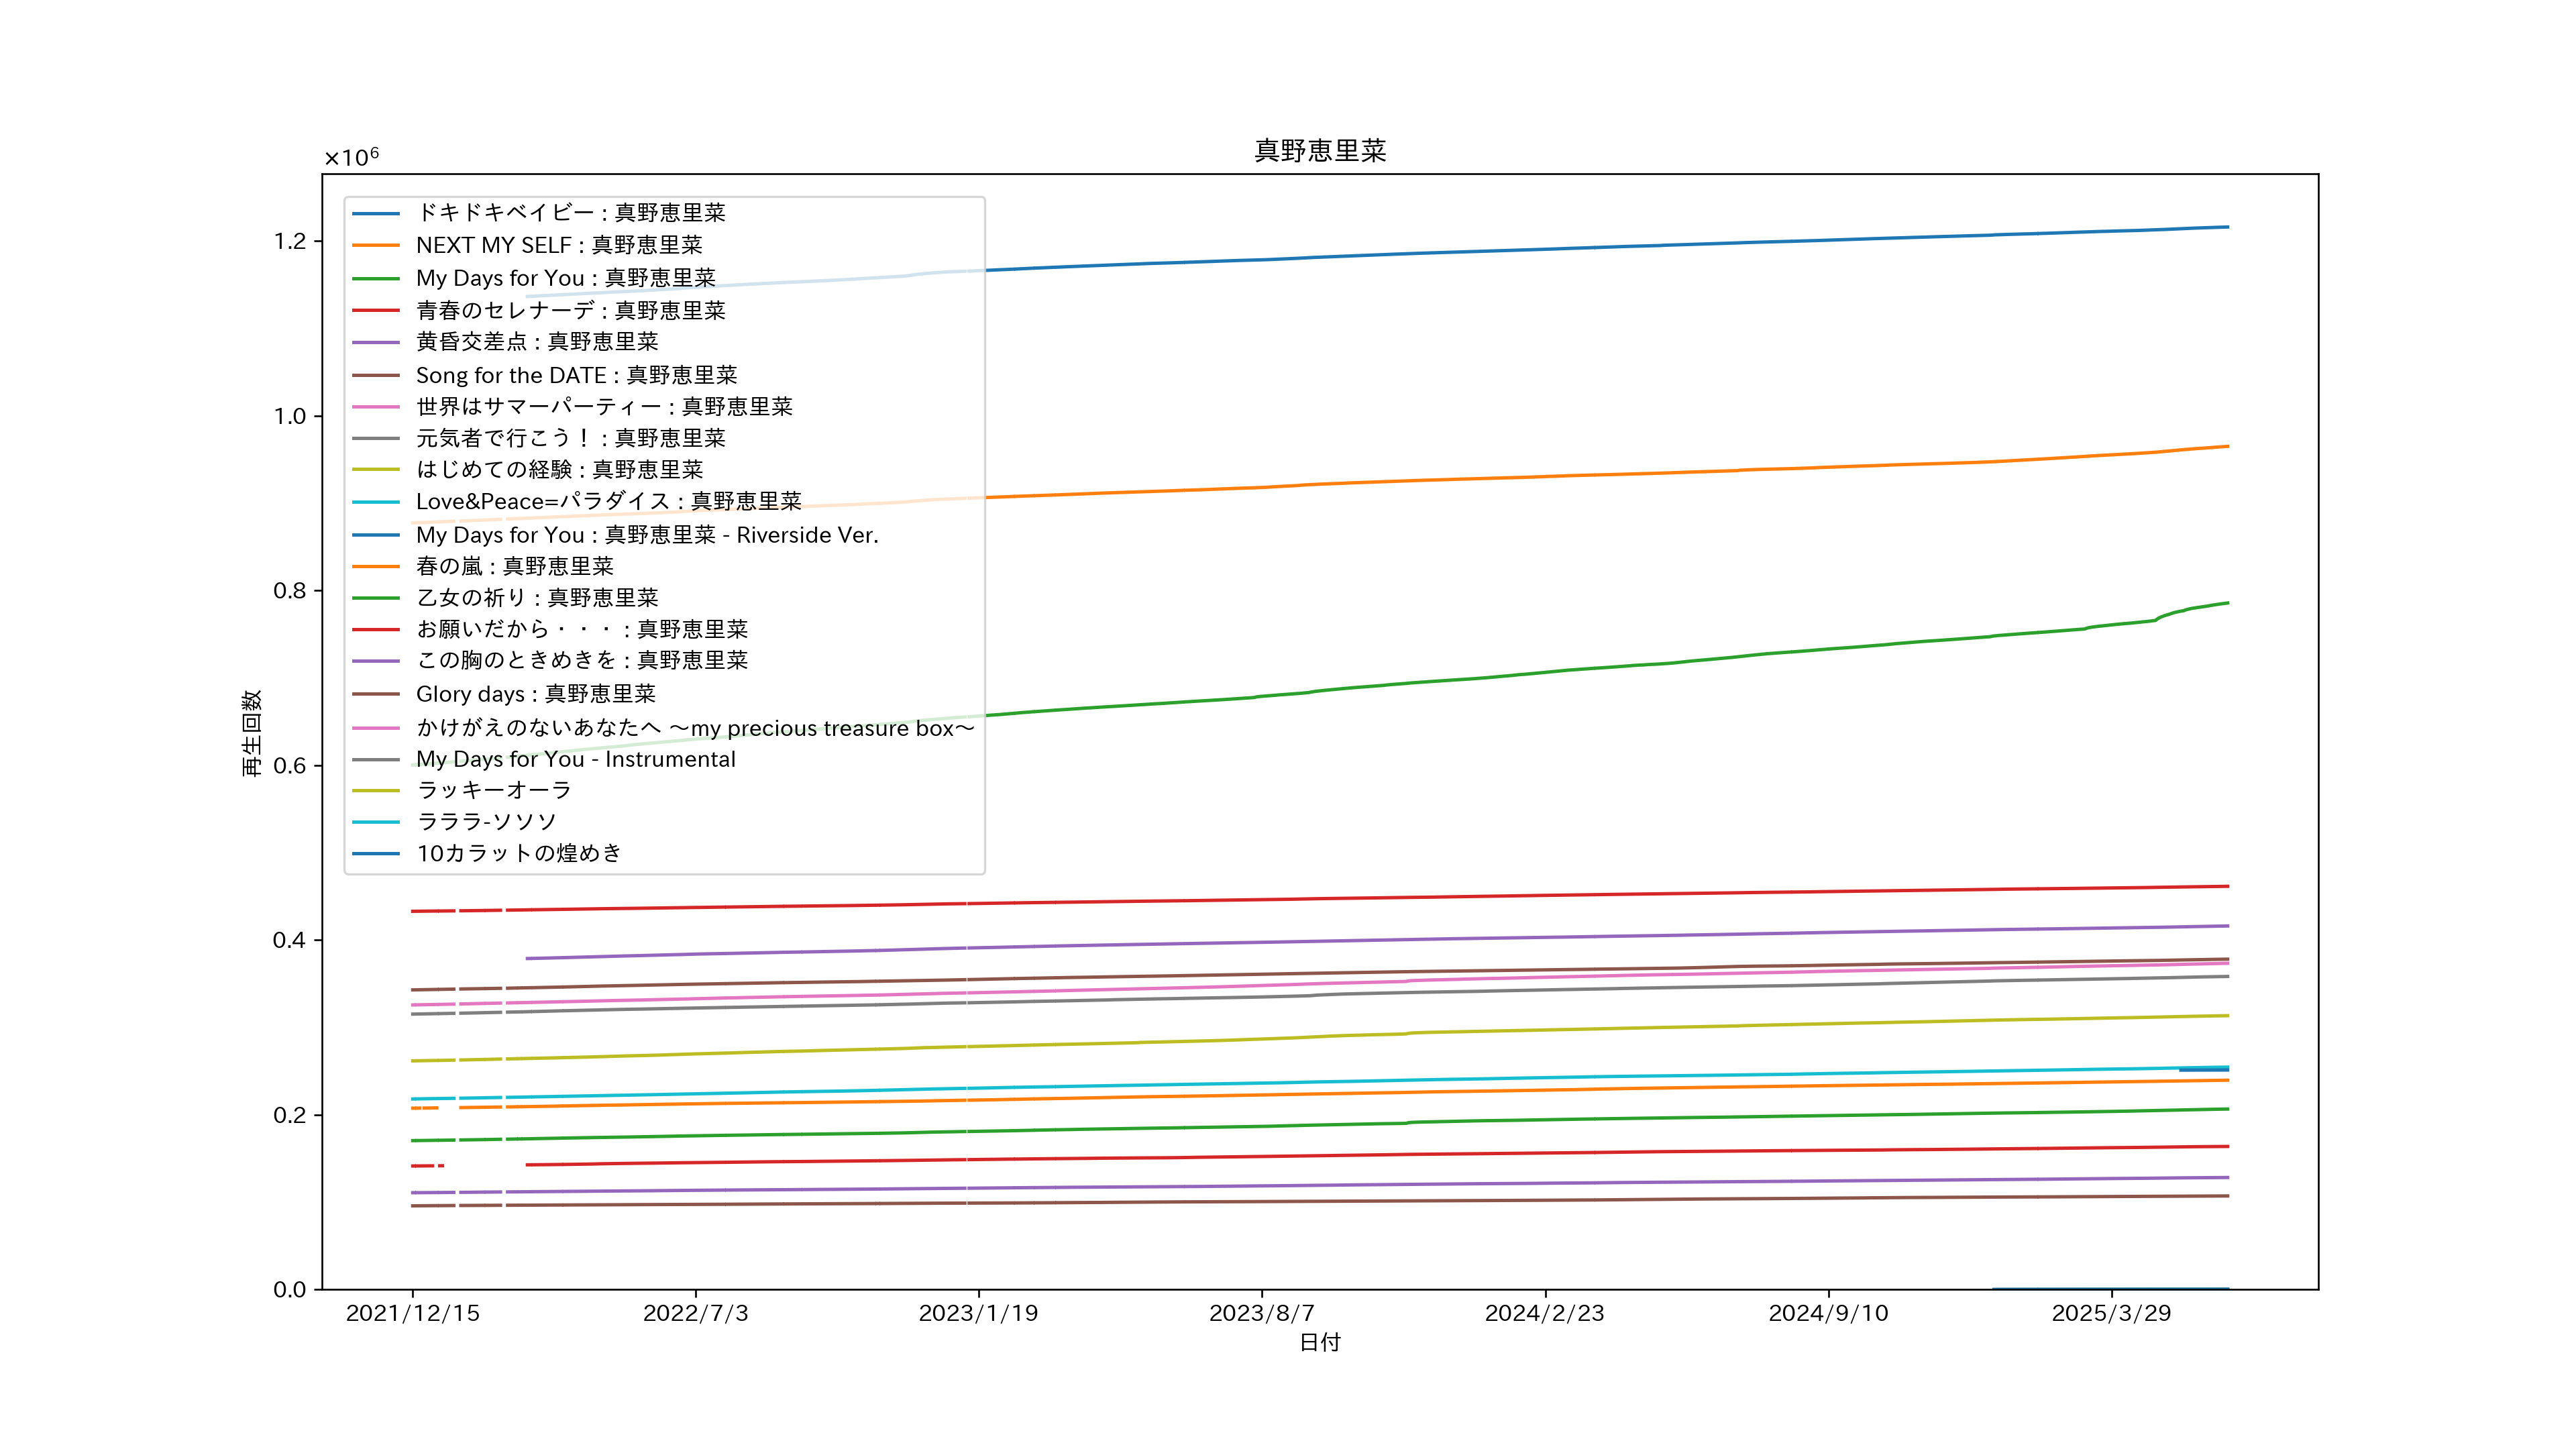 真野恵里菜
×10⁶
ドキドキベイビー : 真野恵里菜
NEXT MY SELF : 真野恵里菜
My Days for You : 真野恵里菜
青春のセレナーデ : 真野恵里菜
黄昏交差点 : 真野恵里菜
Song for the DATE : 真野恵里菜
世界はサマーパーティー : 真野恵里菜
元気者で行こう！ : 真野恵里菜
はじめての経験 : 真野恵里菜
Love&Peace=パラダイス : 真野恵里菜
My Days for You : 真野恵里菜 - Riverside Ver.
春の嵐 : 真野恵里菜
乙女の祈り : 真野恵里菜
お願いだから・・・ : 真野恵里菜
この胸のときめきを : 真野恵里菜
Glory days : 真野恵里菜
かけがえのないあなたへ ～my precious treasure box～
My Days for You - Instrumental
ラッキーオーラ
ラララ-ソソソ
10カラットの煌めき
1.2
1.0
0.8
0.6
0.4
0.2
0.0
再生回数
2021/12/15
2022/7/3
2023/1/19
2023/8/7
2024/2/23
2024/9/10
2025/3/29
日付